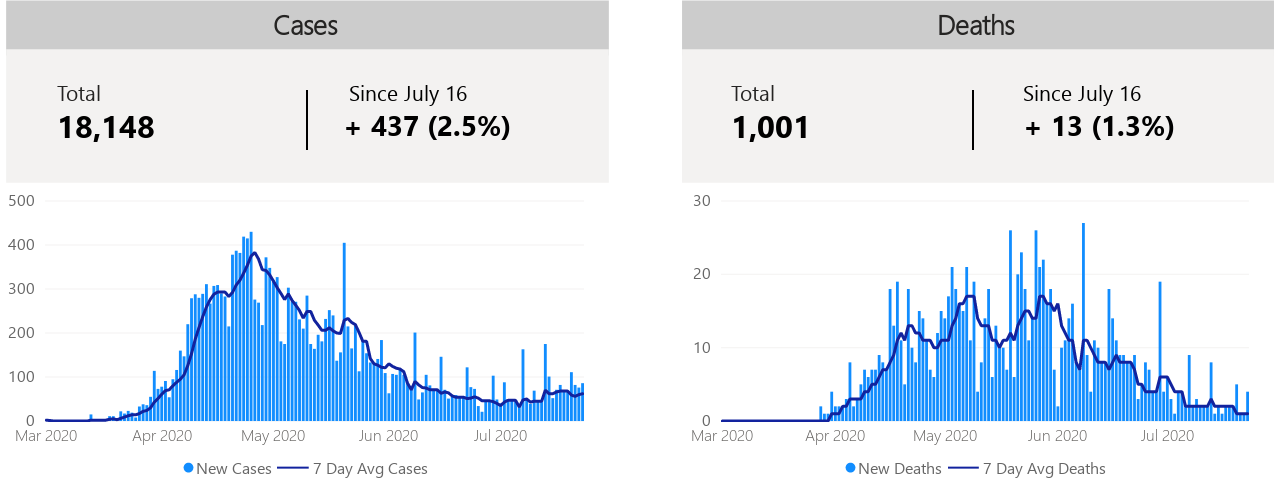 Cases
Total
18,148
Since July 16
+ 437 (2.5%)
500
400
300
200
100
0
Mar 2020 Apr 2020 May 2020 Jun 2020 Jul 2020
New Cases 7 Day Avg Cases
Deaths
Total
1,001
Since July 16
+ 13 (1.3%)
30
20
10
0
Mar 2020 Apr 2020 May 2020 Jun 2020 Jul 2020
New Deaths 7 Day Avg Deaths